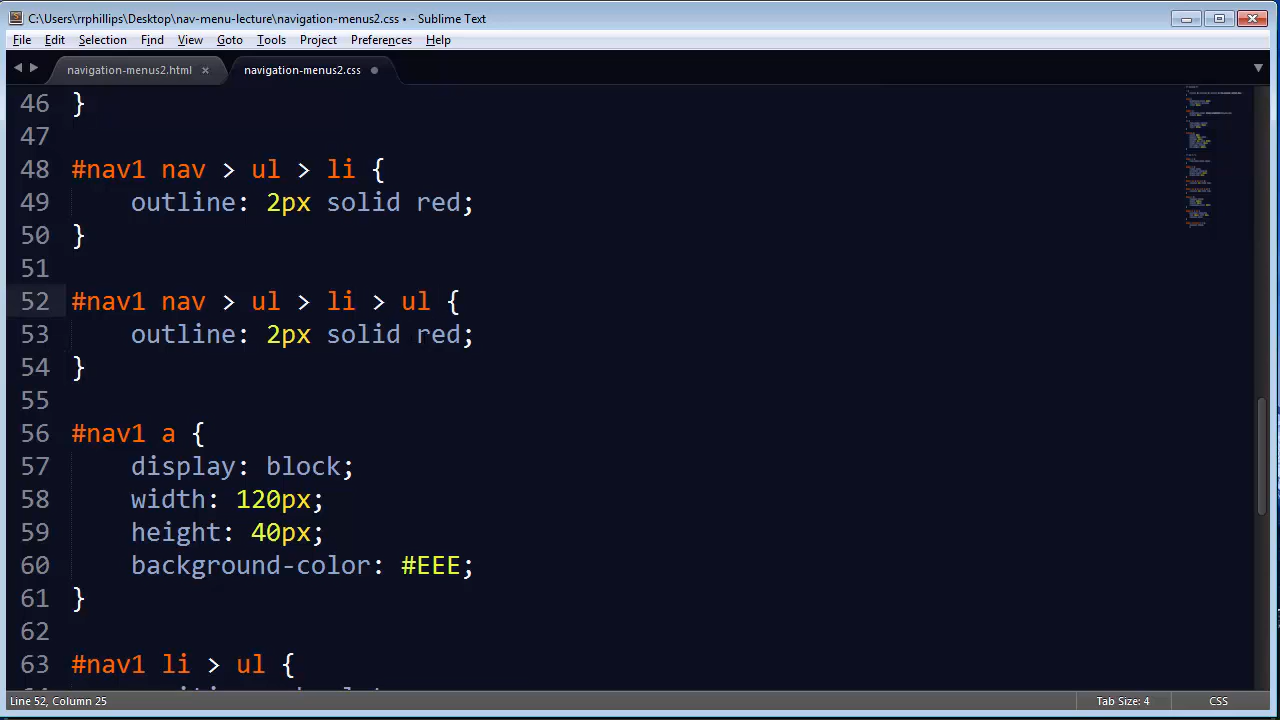 C:\Users\rrphillips\Desktop\nav-menu-lecture\navigation-menus2.css • - Sublime Text
File Edit Selection Find View Goto Tools Project Preferences Help
navigation-menus2.html × navigation-menus2.css
46 }
47
48 #nav1 nav > ul > li {
49 outline: 2px solid red;
50 }
51
52 #nav1 nav > ul > li > ul {
53 outline: 2px solid red;
54 }
55
56 #nav1 a {
57 display: block;
58 width: 120px;
59 height: 40px;
60 background-color: #EEE;
61 }
62
63 #nav1 li > ul {
Line 52, Column 25 Tab Size: 4 CSS